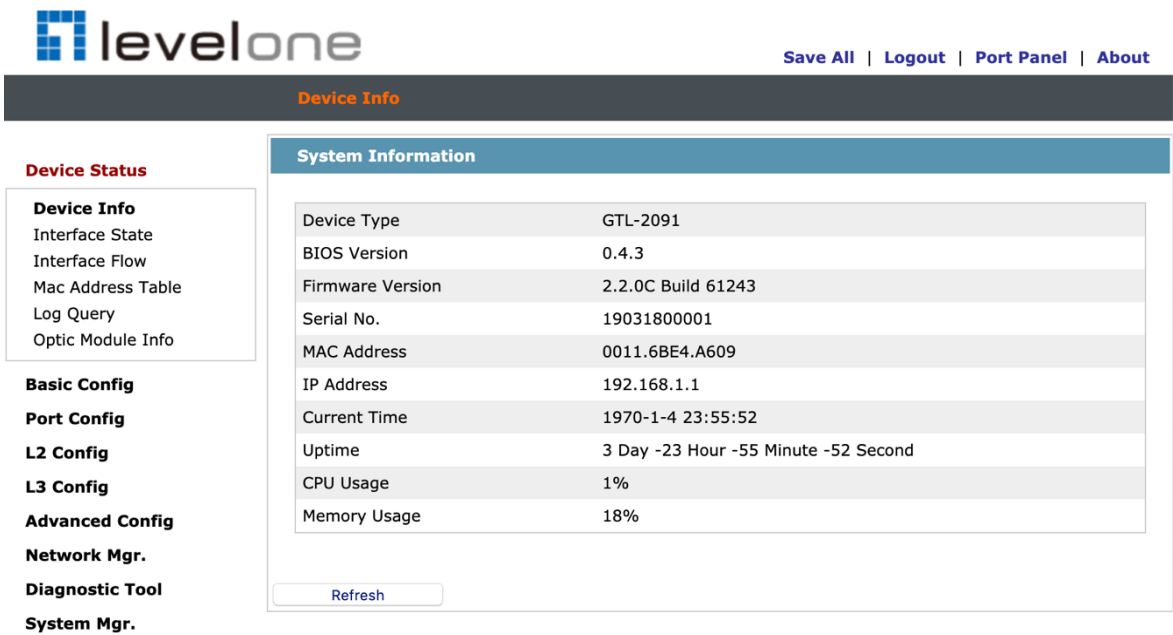 levelone
Save All | Logout | Port Panel | About
Device Info
Device Status
Device Info
Interface State
Interface Flow
Mac Address Table
Log Query
Optic Module Info
Basic Config
Port Config
L2 Config
L3 Config
Advanced Config
Network Mgr.
Diagnostic Tool
System Mgr.
System Information
Device Type GTL-2091
BIOS Version 0.4.3
Firmware Version 2.2.0C Build 61243
Serial No. 19031800001
MAC Address 0011.6BE4.A609
IP Address 192.168.1.1
Current Time 1970-1-4 23:55:52
Uptime 3 Day -23 Hour -55 Minute -52 Second
CPU Usage 1%
Memory Usage 18%
Refresh